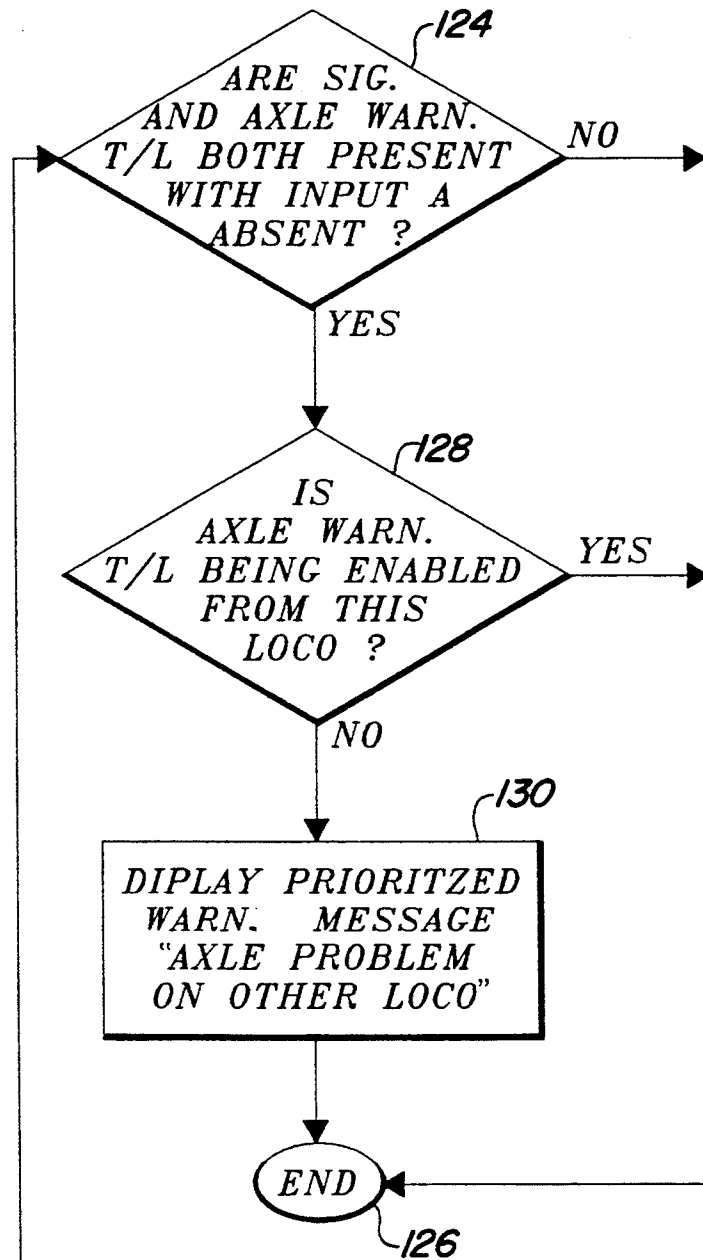 124
ARE SIG.
AND AXLE WARN.
T/L BOTH PRESENT
WITH INPUT A
ABSENT ?
NO
YES
128
IS
AXLE WARN.
T/L BEING ENABLED
FROM THIS
LOCO ?
YES
NO
130
DIPLAY PRIORITZED
WARN. MESSAGE
"AXLE PROBLEM
ON OTHER LOCO"
END
126